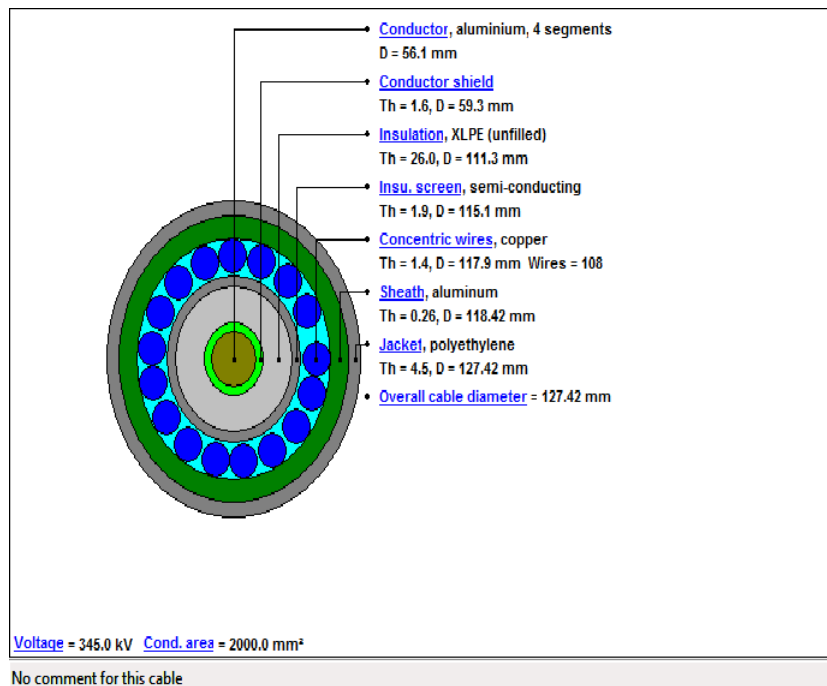 Conductor, aluminium, 4 segments
D = 56.1 mm
Conductor shield
Th = 1.6, D = 59.3 mm
Insulation, XLPE (unfilled)
Th = 26.0, D = 111.3 mm
Insu. screen, semi-conducting
Th = 1.9, D = 115.1 mm
Concentric wires, copper
Th = 1.4, D = 117.9 mm  Wires = 108
Sheath, aluminum
Th = 0.26, D = 118.42 mm
Jacket, polyethylene
Th = 4.5, D = 127.42 mm
Overall cable diameter = 127.42 mm
Voltage = 345.0 kV  Cond. area = 2000.0 mm²
No comment for this cable